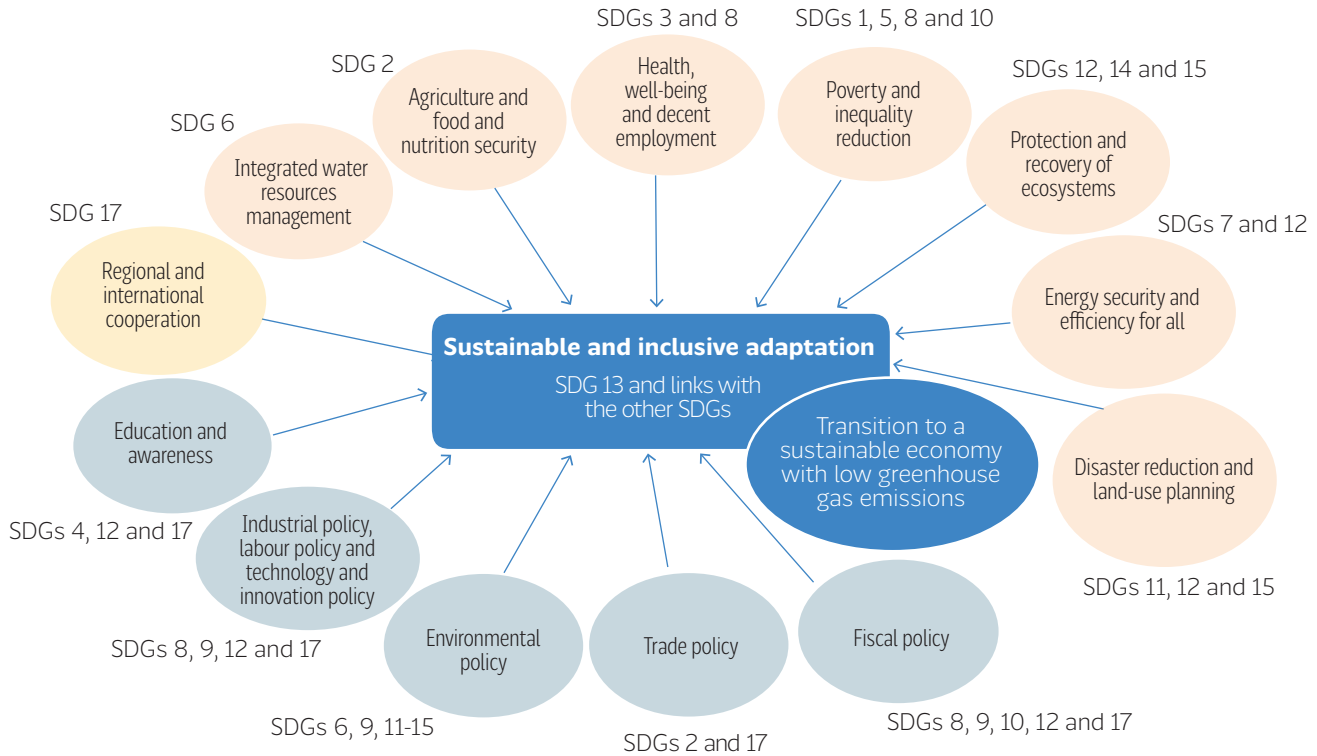 SDGs 3 and 8
SDGs 1, 5, 8 and 10
SDG 2
SDGs 12, 14 and 15
Health,
well-being
and decent
employment
Poverty and
inequality
reduction
Agriculture and
food and
nutrition security
SDG 6
Protection and
recovery of
ecosystems
Integrated water
resources
management
SDG 17
SDGs 7 and 12
Regional and
international
cooperation
Energy security and
efficiency for all
Sustainable and inclusive adaptation
SDG 13 and links with
the other SDGs
Transition to a
sustainable economy
with low greenhouse
gas emissions
Education and
awareness
Disaster reduction and
land-use planning
SDGs 4, 12 and 17
Industrial policy,
labour policy and
technology and
innovation policy
SDGs 11, 12 and 15
SDGs 8, 9, 12 and 17
Environmental
policy
Trade policy
Fiscal policy
SDGs 6, 9, 11-15
SDGs 2 and 17
SDGs 8, 9, 10, 12 and 17